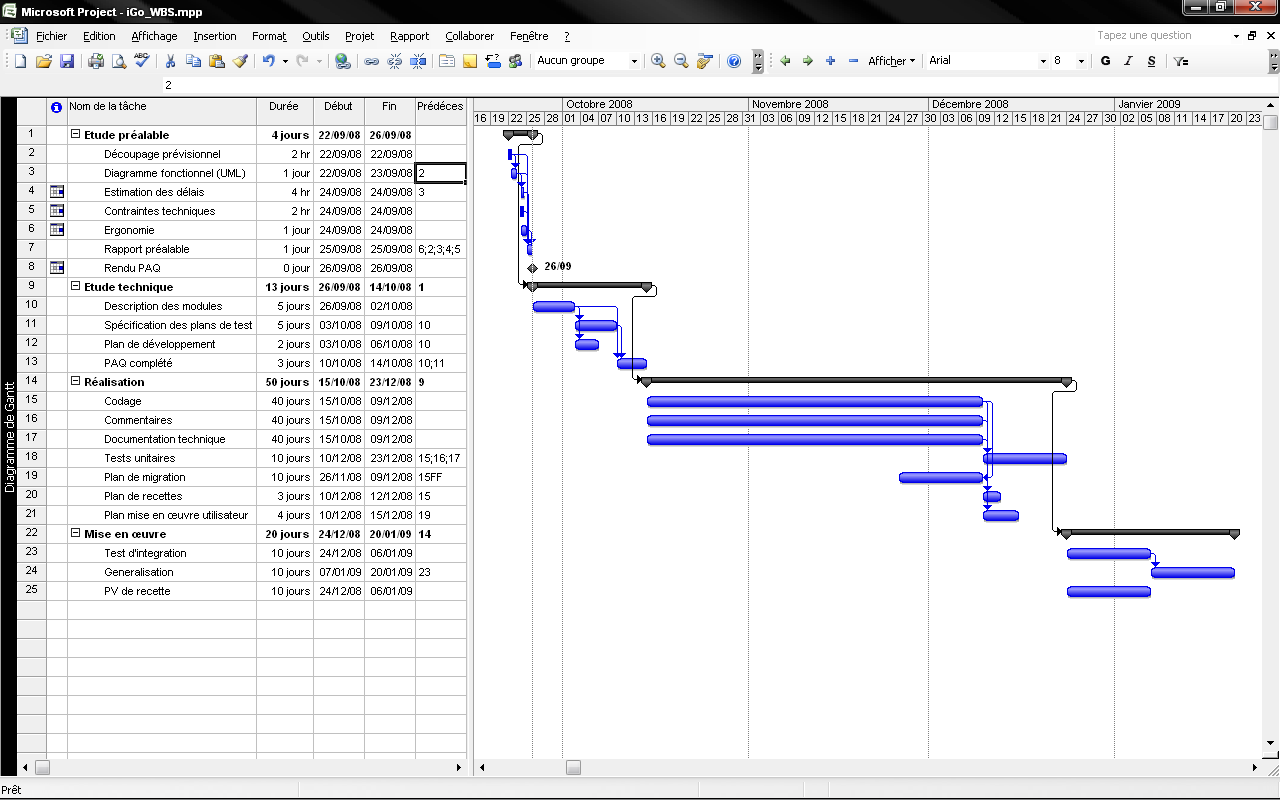 Microsoft Project - iGo_WBS.mpp
Fichier Edition Affichage Insertion Format Outils Projet Rapport Collaborer Fenêtre ? Tapez une question
Aucun groupe Afficher Arial 8 G I S
2
Nom de la tâche Durée Début Fin Prédéces
Octobre 2008 Novembre 2008 Décembre 2008 Janvier 2009
16 19 22 25 28 01 04 07 10 13 16 19 22 25 28 31 03 06 09 12 15 18 21 24 27 30 03 06 09 12 15 18 21 24 27 30 02 05 08 11 14 17 20 23
1 Etude préalable 4 jours 22/09/08 26/09/08
2 Découpage prévisionnel 2 hr 22/09/08 22/09/08
3 Diagramme fonctionnel (UML) 1 jour 22/09/08 23/09/08 2
4 Estimation des délais 4 hr 24/09/08 24/09/08 3
5 Contraintes techniques 2 hr 24/09/08 24/09/08
6 Ergonomie 1 jour 24/09/08 24/09/08
7 Rapport préalable 1 jour 25/09/08 25/09/08 6;2;3;4;5
8 Rendu PAQ 0 jour 26/09/08 26/09/08 26/09
9 Etude technique 13 jours 26/09/08 14/10/08 1
10 Description des modules 5 jours 26/09/08 02/10/08
11 Spécification des plans de test 5 jours 03/10/08 09/10/08 10
12 Plan de développement 2 jours 03/10/08 06/10/08 10
13 PAQ complété 3 jours 10/10/08 14/10/08 10;11
14 Réalisation 50 jours 15/10/08 23/12/08 9
15 Codage 40 jours 15/10/08 09/12/08
16 Commentaires 40 jours 15/10/08 09/12/08
17 Documentation technique 40 jours 15/10/08 09/12/08
18 Tests unitaires 10 jours 10/12/08 23/12/08 15;16;17
19 Plan de migration 10 jours 26/11/08 09/12/08 15FF
20 Plan de recettes 3 jours 10/12/08 12/12/08 15
21 Plan mise en œuvre utilisateur 4 jours 10/12/08 15/12/08 19
22 Mise en œuvre 20 jours 24/12/08 20/01/09 14
23 Test d'integration 10 jours 24/12/08 06/01/09
24 Generalisation 10 jours 07/01/09 20/01/09 23
25 PV de recette 10 jours 24/12/08 06/01/09
Diagramme de Gantt
Prêt